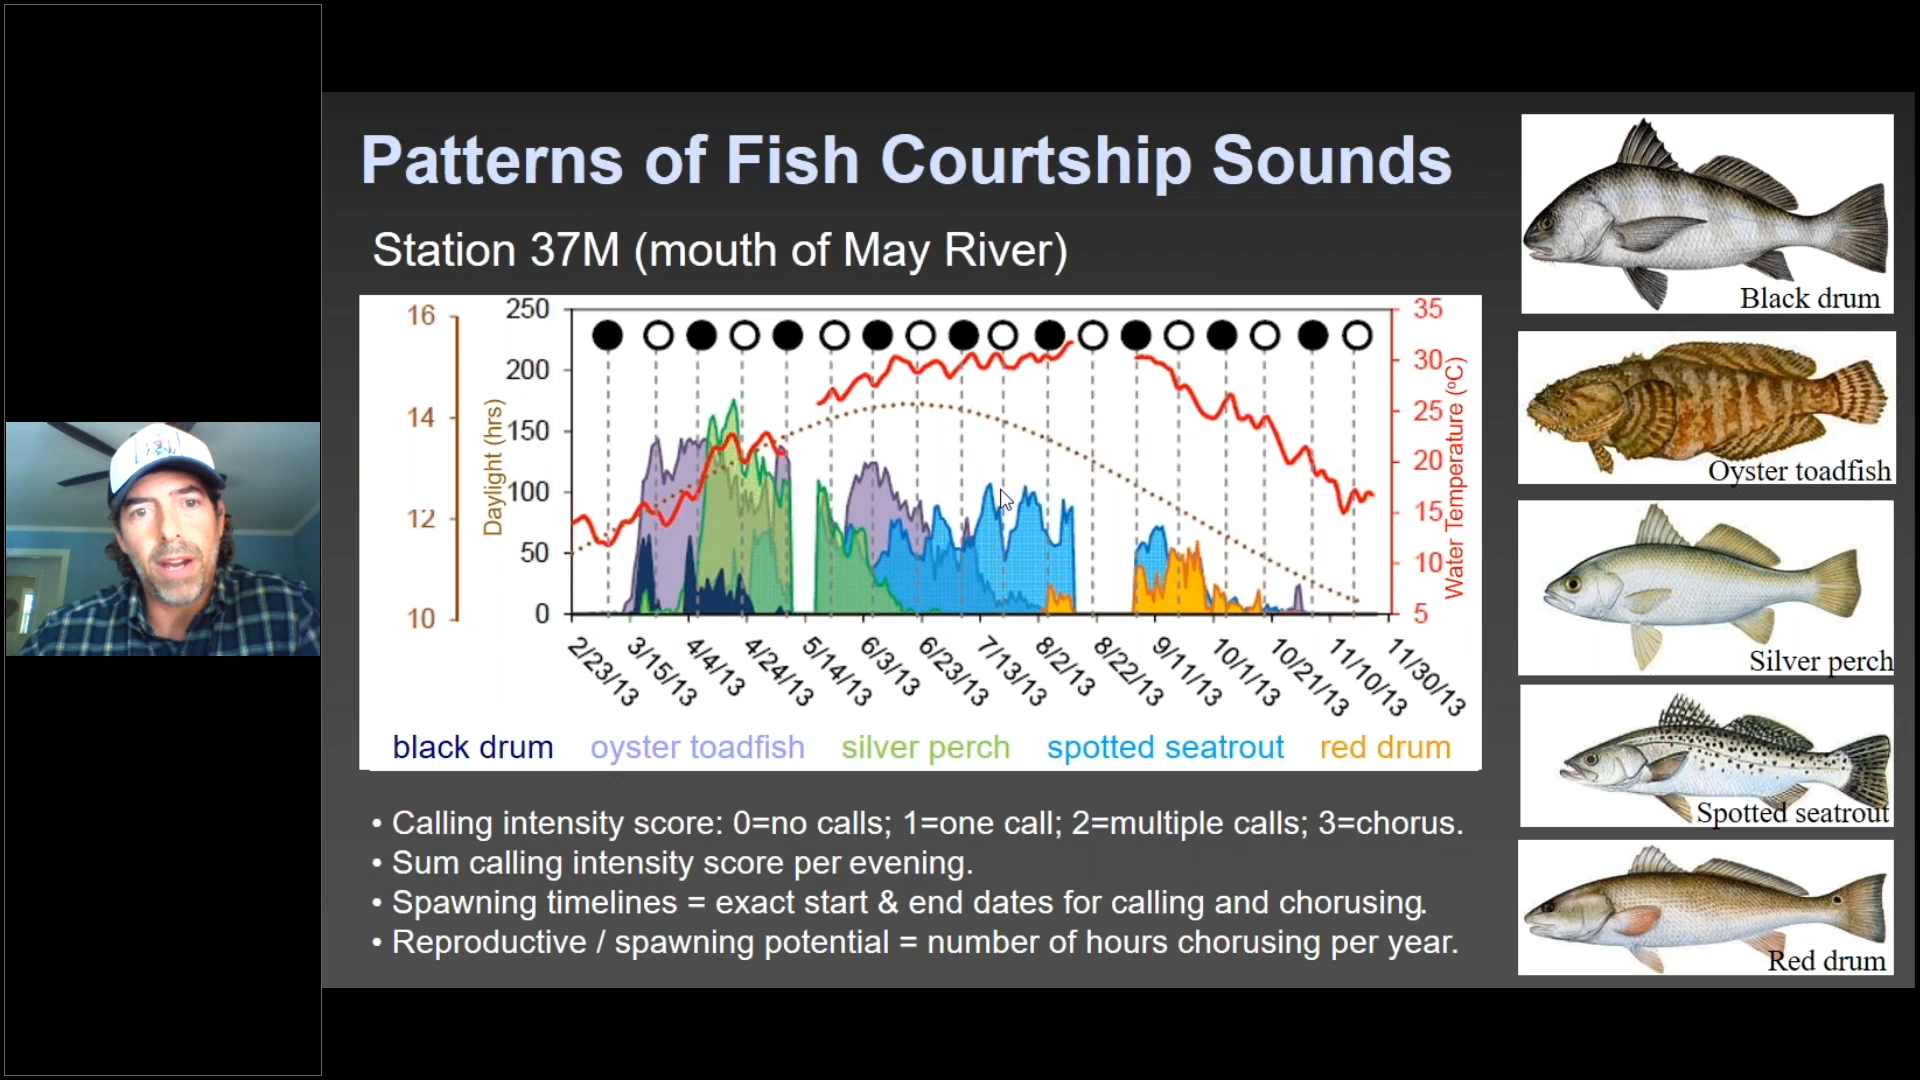 Patterns of Fish Courtship Sounds
Station 37M (mouth of May River)
16
14
12
10
Daylight (hrs)
250
200
150
100
50
0
35
30
25
20
15
10
5
Water Temperature (ºC)
2/23/13
3/15/13
4/4/13
4/24/13
5/14/13
6/3/13
6/23/13
7/13/13
8/2/13
8/22/13
9/11/13
10/1/13
10/21/13
11/10/13
11/30/13
black drum oyster toadfish silver perch spotted seatrout red drum
• Calling intensity score: 0=no calls; 1=one call; 2=multiple calls; 3=chorus.
• Sum calling intensity score per evening.
• Spawning timelines = exact start & end dates for calling and chorusing.
• Reproductive / spawning potential = number of hours chorusing per year.
Black drum
Oyster toadfish
Silver perch
Spotted seatrout
Red drum